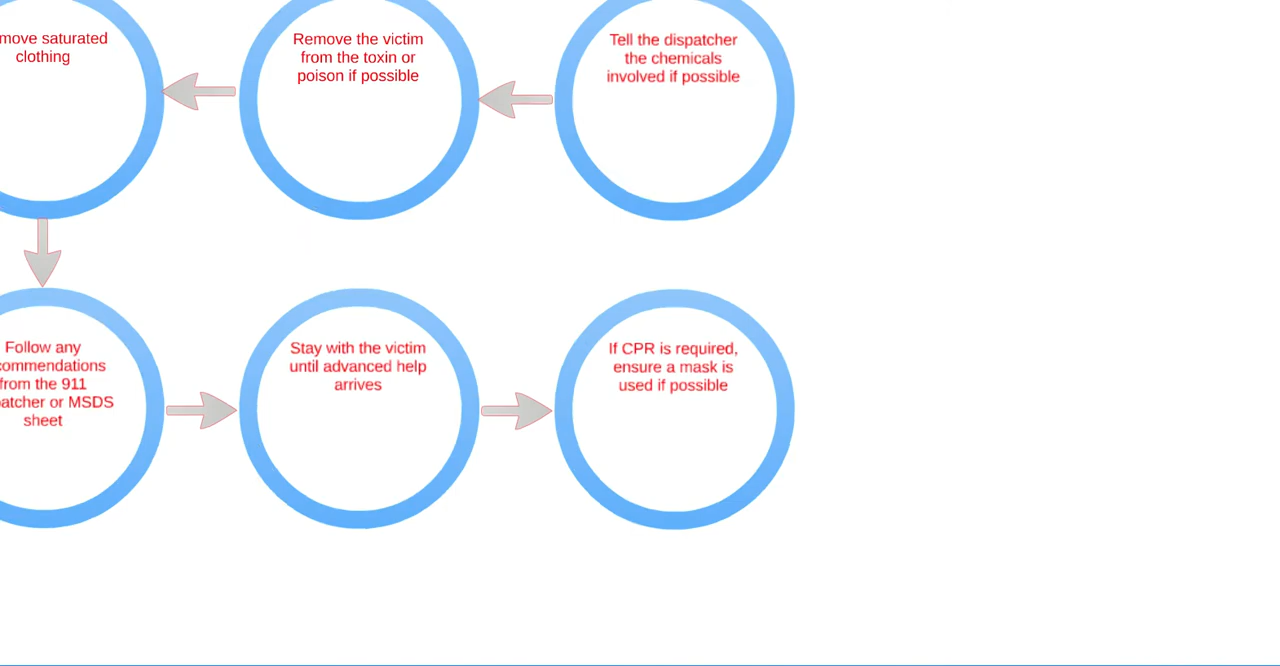 move saturated
clothing
Remove the victim
from the toxin or
poison if possible
Tell the dispatcher
the chemicals
involved if possible
Follow any
commendations
from the 911
patcher or MSDS
sheet
Stay with the victim
until advanced help
arrives
If CPR is required,
ensure a mask is
used if possible